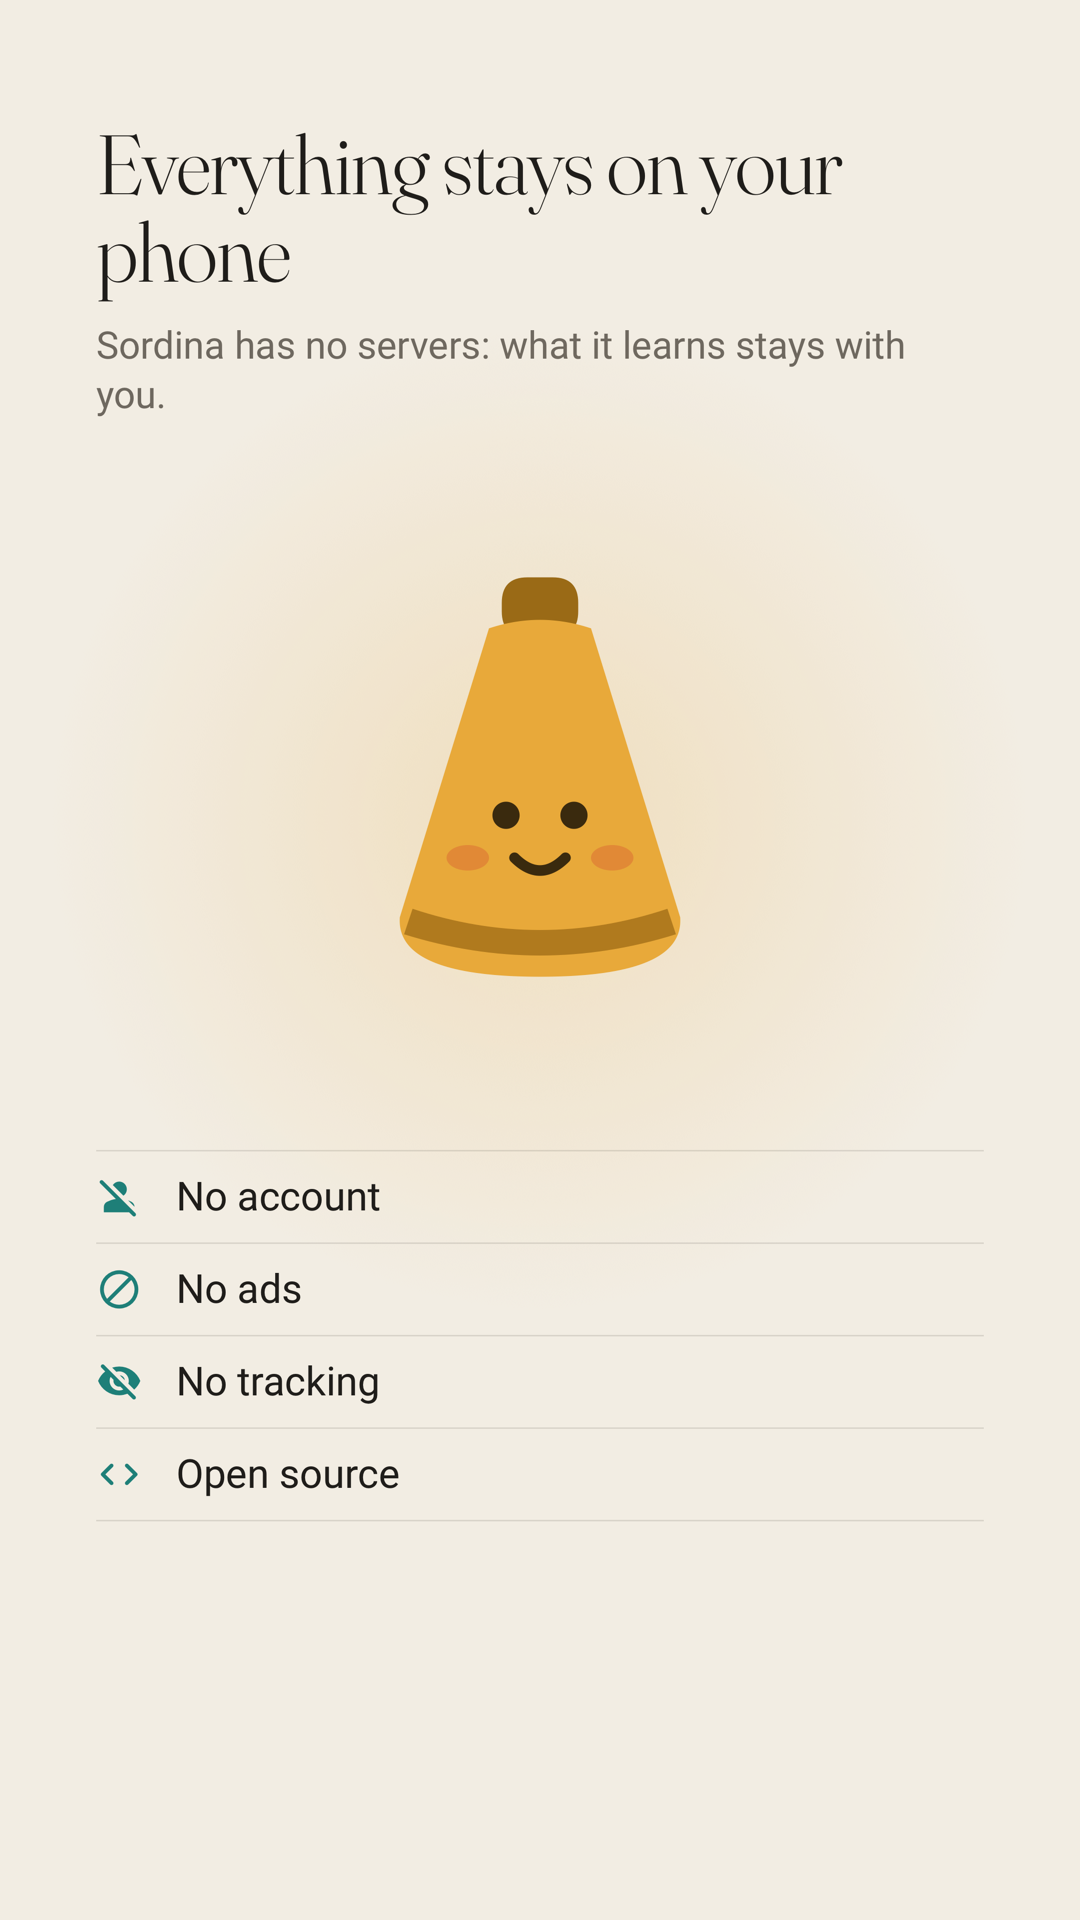 Everything stays on your
phone
Sordina has no servers: what it learns stays with
you.
No account
No ads
No tracking
Open source